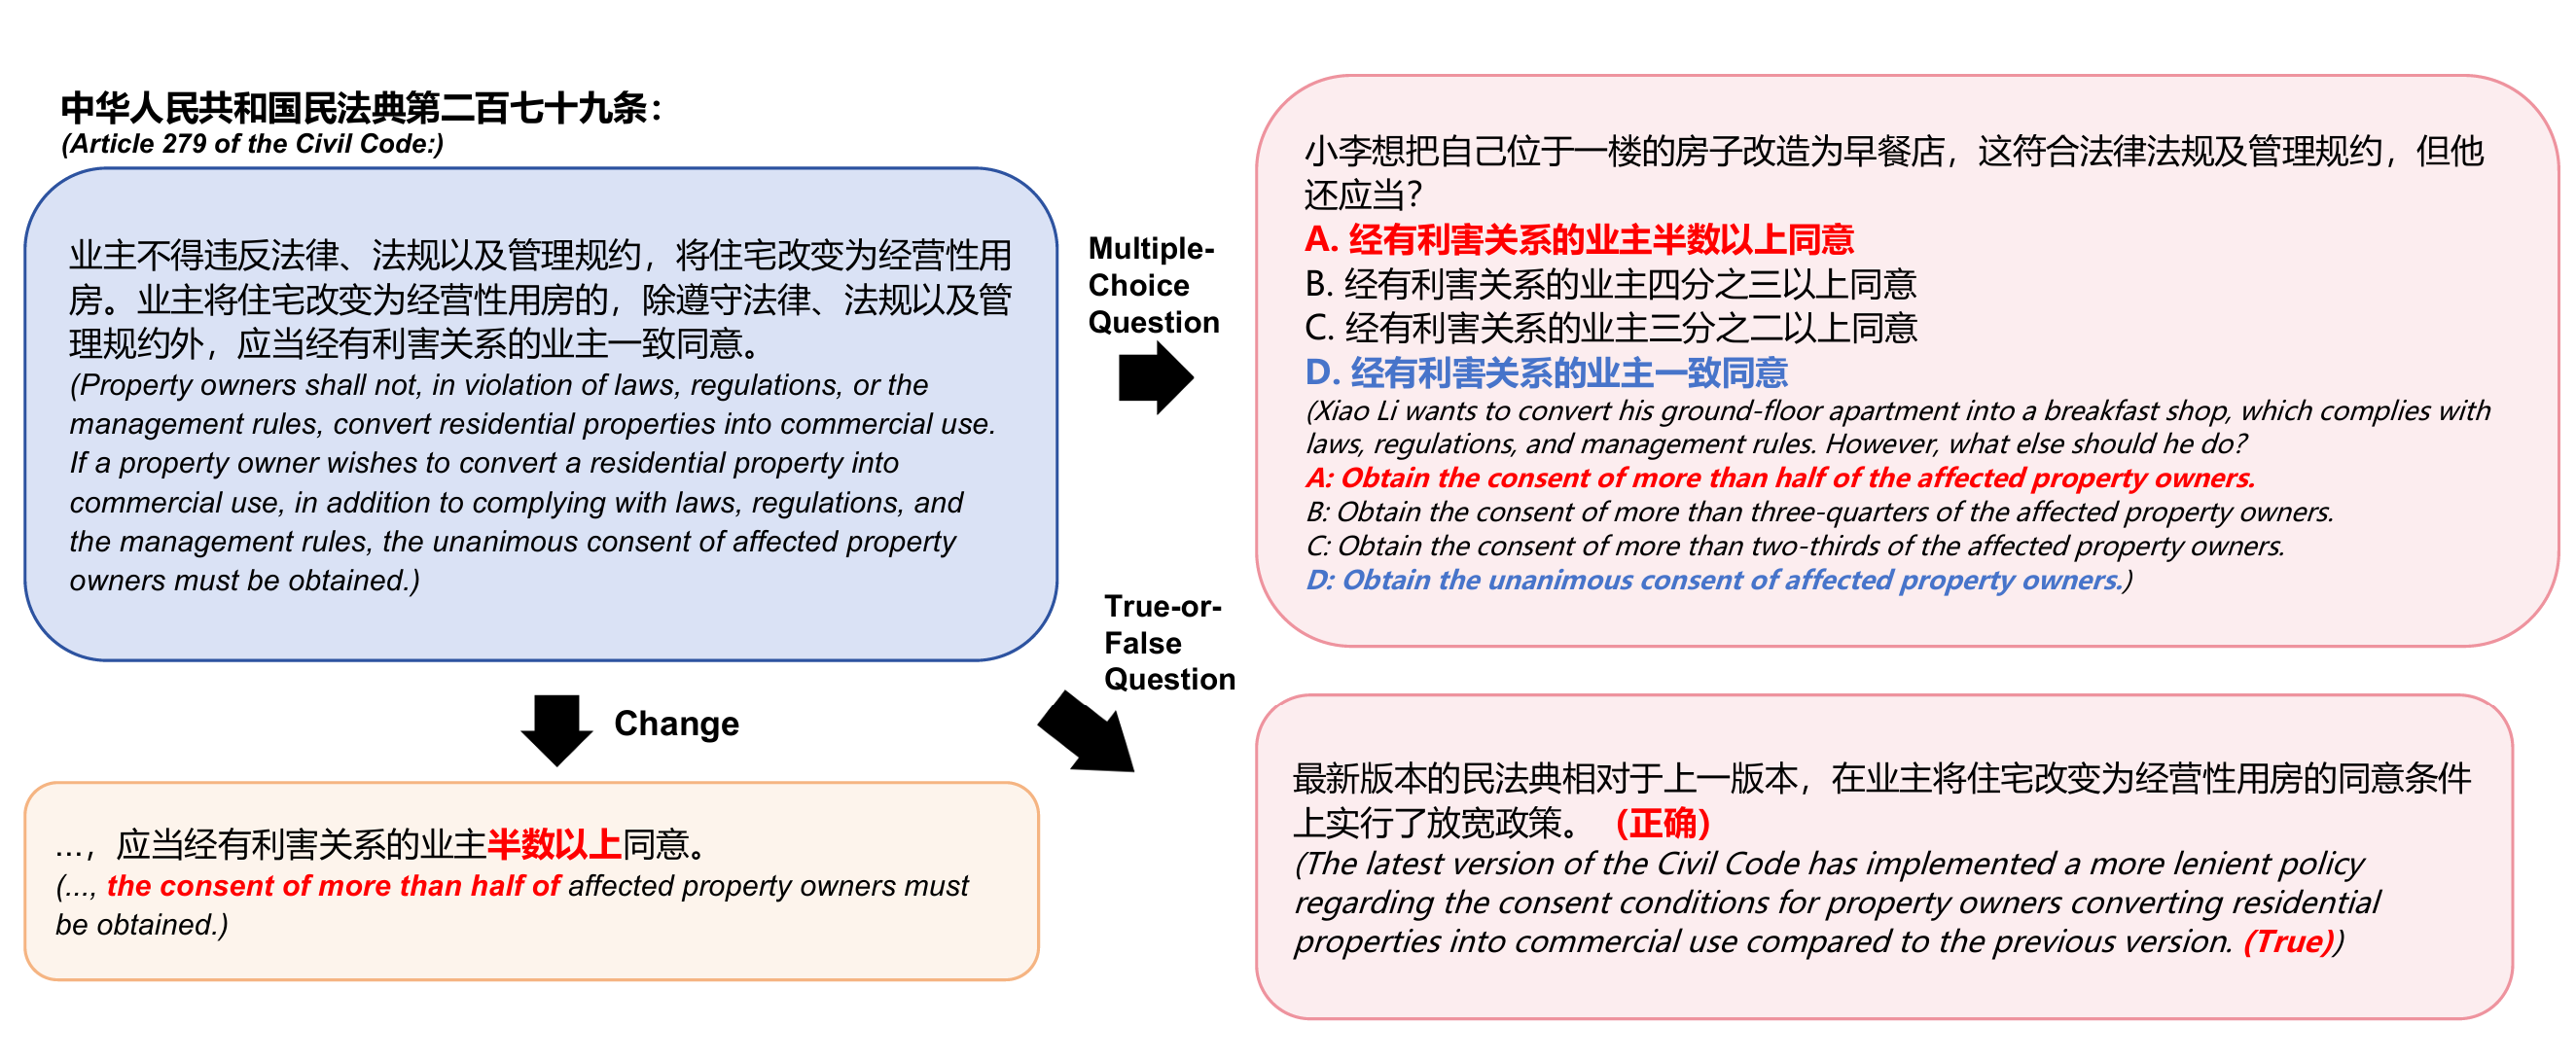 中华人民共和国民法典第二百七十九条：
(Article 279 of the Civil Code:)
业主不得违反法律、法规以及管理规约，将住宅改变为经营性用
房。业主将住宅改变为经营性用房的，除遵守法律、法规以及管
理规约外，应当经有利害关系的业主一致同意。
(Property owners shall not, in violation of laws, regulations, or the
management rules, convert residential properties into commercial use.
If a property owner wishes to convert a residential property into
commercial use, in addition to complying with laws, regulations, and
the management rules, the unanimous consent of affected property
owners must be obtained.)
Change
...，应当经有利害关系的业主半数以上同意。
(..., the consent of more than half of affected property owners must
be obtained.)
Multiple-
Choice
Question
小李想把自己位于一楼的房子改造为早餐店，这符合法律法规及管理规约，但他
还应当？
A. 经有利害关系的业主半数以上同意
B. 经有利害关系的业主四分之三以上同意
C. 经有利害关系的业主三分之二以上同意
D. 经有利害关系的业主一致同意
(Xiao Li wants to convert his ground-floor apartment into a breakfast shop, which complies with
laws, regulations, and management rules. However, what else should he do?
A: Obtain the consent of more than half of the affected property owners.
B: Obtain the consent of more than three-quarters of the affected property owners.
C: Obtain the consent of more than two-thirds of the affected property owners.
D: Obtain the unanimous consent of affected property owners.)
True-or-
False
Question
最新版本的民法典相对于上一版本，在业主将住宅改变为经营性用房的同意条件
上实行了放宽政策。（正确）
(The latest version of the Civil Code has implemented a more lenient policy
regarding the consent conditions for property owners converting residential
properties into commercial use compared to the previous version. (True))